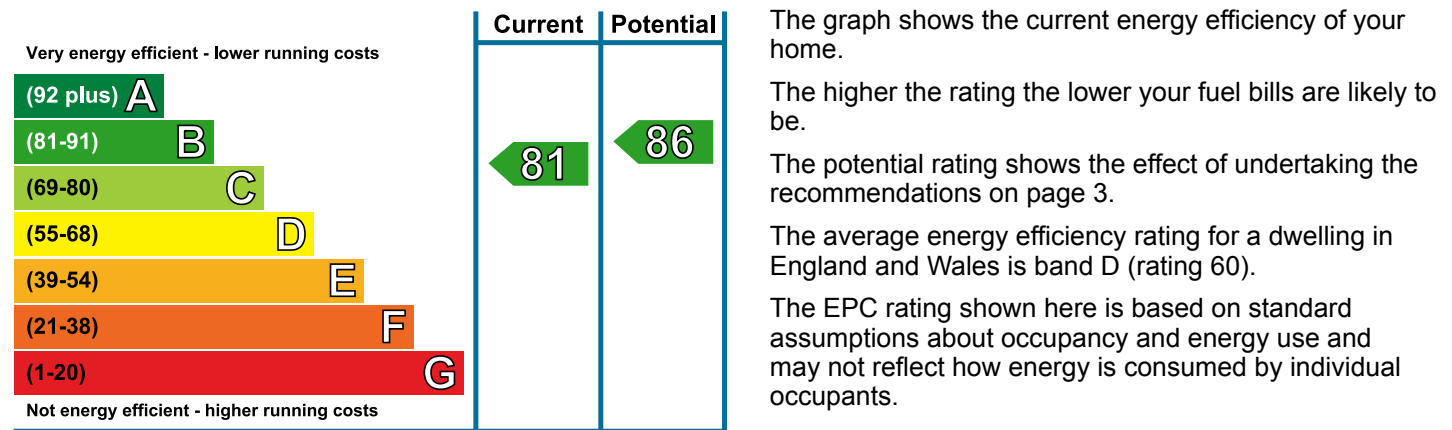 Current Potential
Very energy efficient - lower running costs
(92 plus) A
(81-91) B
(69-80) C
(55-68) D
(39-54) E
(21-38) F
(1-20) G
Not energy efficient - higher running costs
81
86
The graph shows the current energy efficiency of your
home.
The higher the rating the lower your fuel bills are likely to
be.
The potential rating shows the effect of undertaking the
recommendations on page 3.
The average energy efficiency rating for a dwelling in
England and Wales is band D (rating 60).
The EPC rating shown here is based on standard
assumptions about occupancy and energy use and
may not reflect how energy is consumed by individual
occupants.